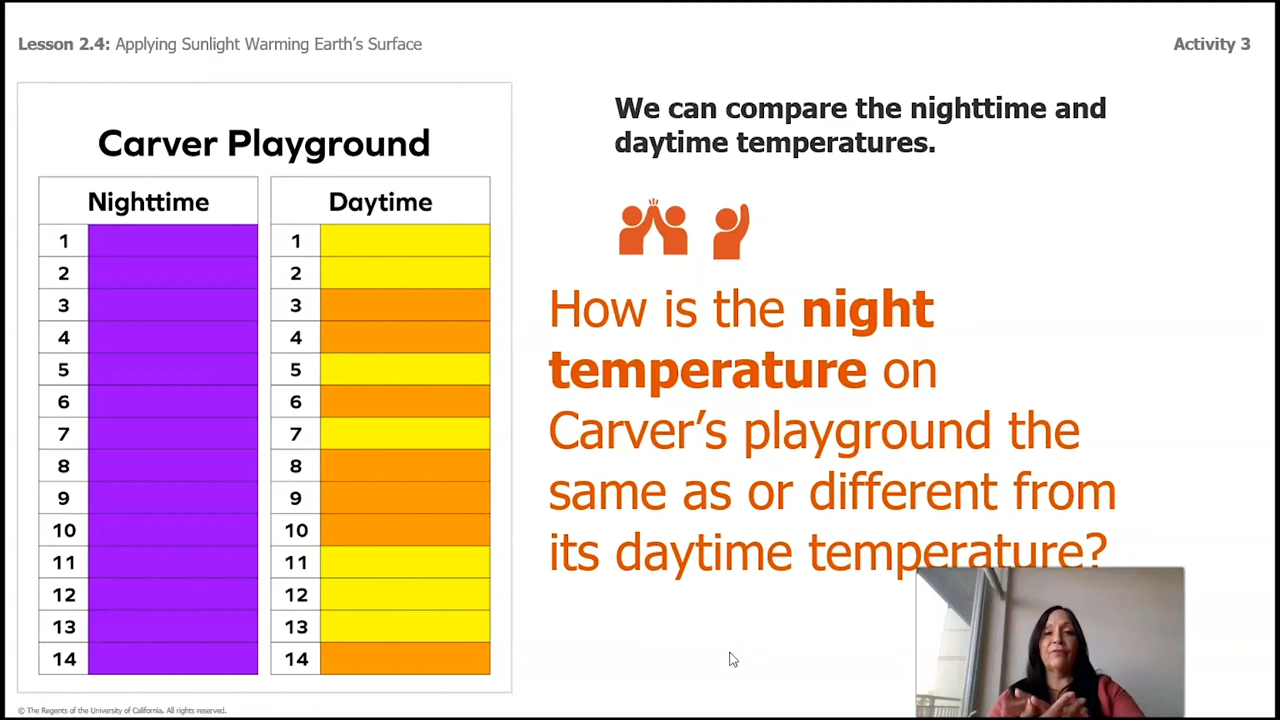 Lesson 2.4: Applying Sunlight Warming Earth's Surface
Activity 3
Carver Playground
Nighttime
Daytime
1 1
2 2
3 3
4 4
5 5
6 6
7 7
8 8
9 9
10 10
11 11
12 12
13 13
14 14
We can compare the nighttime and
daytime temperatures.
How is the night
temperature on
Carver's playground the
same as or different from
its daytime temperature?
© The Regents of the University of California. All rights reserved.